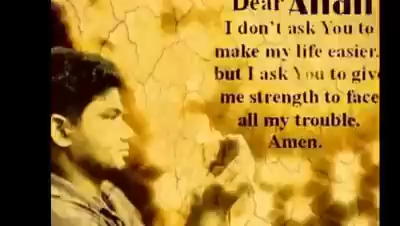 Dear Allah
I don't ask You to
make my life easier.
but I ask You to give
me strength to face
all my trouble.
Amen.